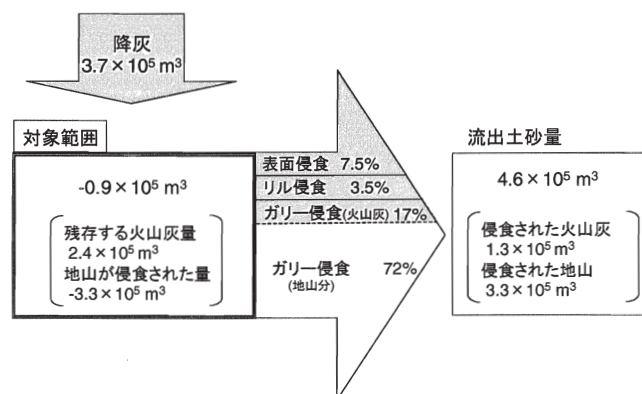 降灰
3.7×10⁵ m³
対象範囲
-0.9×10⁵ m³
残存する火山灰量
2.4×10⁵ m³
地山が侵食された量
-3.3×10⁵ m³
表面侵食 7.5%
リル侵食 3.5%
ガリー侵食(火山灰) 17%
ガリー侵食 72%
(地山分)
流出土砂量
4.6×10⁵ m³
侵食された火山灰
1.3×10⁵ m³
侵食された地山
3.3×10⁵ m³